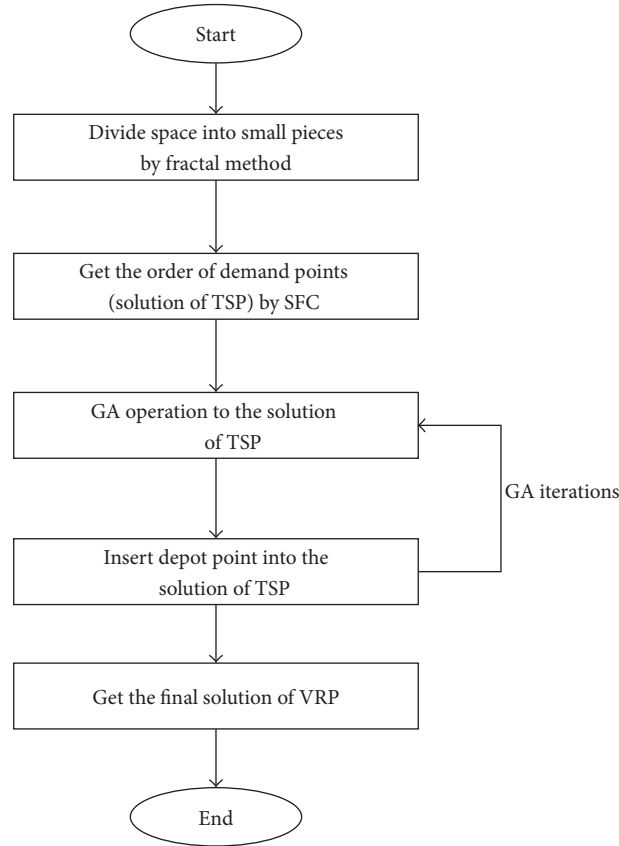 Start
Divide space into small pieces
by fractal method
Get the order of demand points
(solution of TSP) by SFC
GA operation to the solution
of TSP
GA iterations
Insert depot point into the
solution of TSP
Get the final solution of VRP
End